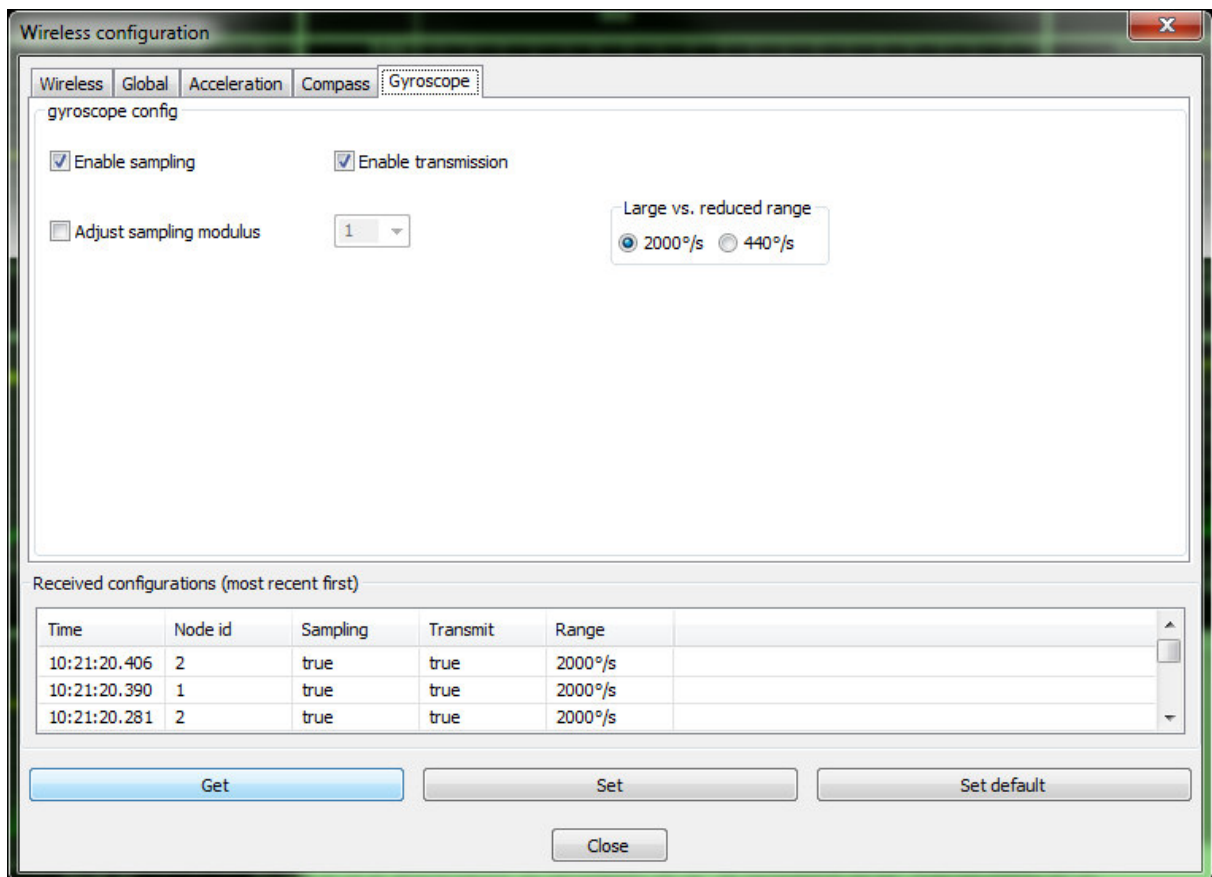 Wireless configuration
Wireless Global Acceleration Compass Gyroscope
gyroscope config
Enable sampling Enable transmission
Large vs. reduced range
Adjust sampling modulus 1 2000°/s 440°/s
Received configurations (most recent first)
Time Node id Sampling Transmit Range
10:21:20.406 2 true true 2000°/s
10:21:20.390 1 true true 2000°/s
10:21:20.281 2 true true 2000°/s
Get Set Set default
Close